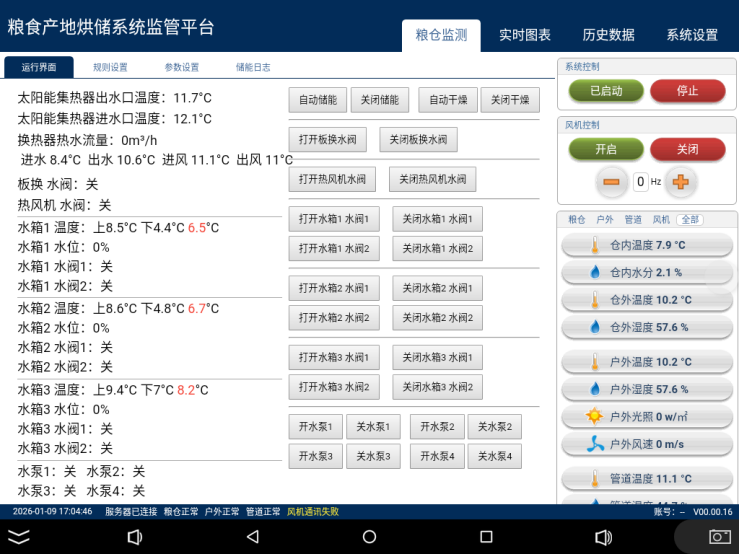 粮食产地烘储系统监管平台
粮仓监测 实时图表 历史数据 系统设置
运行界面 规则设置 参数设置 储能日志
太阳能集热器出水口温度：11.7°C
太阳能集热器进水口温度：12.1°C
换热器热水流量：0m³/h
进水 8.4°C 出水 10.6°C 进风 11.1°C 出风 11°C
板换 水阀：关
热风机 水阀：关
水箱1 温度：上8.5°C 下4.4°C 6.5°C
水箱1 水位：0%
水箱1 水阀1：关
水箱1 水阀2：关
水箱2 温度：上8.6°C 下4.8°C 6.7°C
水箱2 水位：0%
水箱2 水阀1：关
水箱2 水阀2：关
水箱3 温度：上9.4°C 下7°C 8.2°C
水箱3 水位：0%
水箱3 水阀1：关
水箱3 水阀2：关
水泵1：关 水泵2：关
水泵3：关 水泵4：关
自动储能 关闭储能 自动干燥 关闭干燥
打开板换水阀 关闭板换水阀
打开热风机水阀 关闭热风机水阀
打开水箱1 水阀1 关闭水箱1 水阀1
打开水箱1 水阀2 关闭水箱1 水阀2
打开水箱2 水阀1 关闭水箱2 水阀1
打开水箱2 水阀2 关闭水箱2 水阀2
打开水箱3 水阀1 关闭水箱3 水阀1
打开水箱3 水阀2 关闭水箱3 水阀2
开水泵1 关水泵1 开水泵2 关水泵2
开水泵3 关水泵3 开水泵4 关水泵4
系统控制
已启动 停止
风机控制
开启 关闭
0 Hz
粮仓 户外 管道 风机 全部
仓内温度 7.9 °C
仓内水分 2.1 %
仓外温度 10.2 °C
仓外湿度 57.6 %
户外温度 10.2 °C
户外湿度 57.6 %
户外光照 0 w/㎡
户外风速 0 m/s
管道温度 11.1 °C
2026-01-09 17:04:46 服务器已连接 粮仓正常 户外正常 管道正常 风机通讯失败 账号：-- V00.00.16